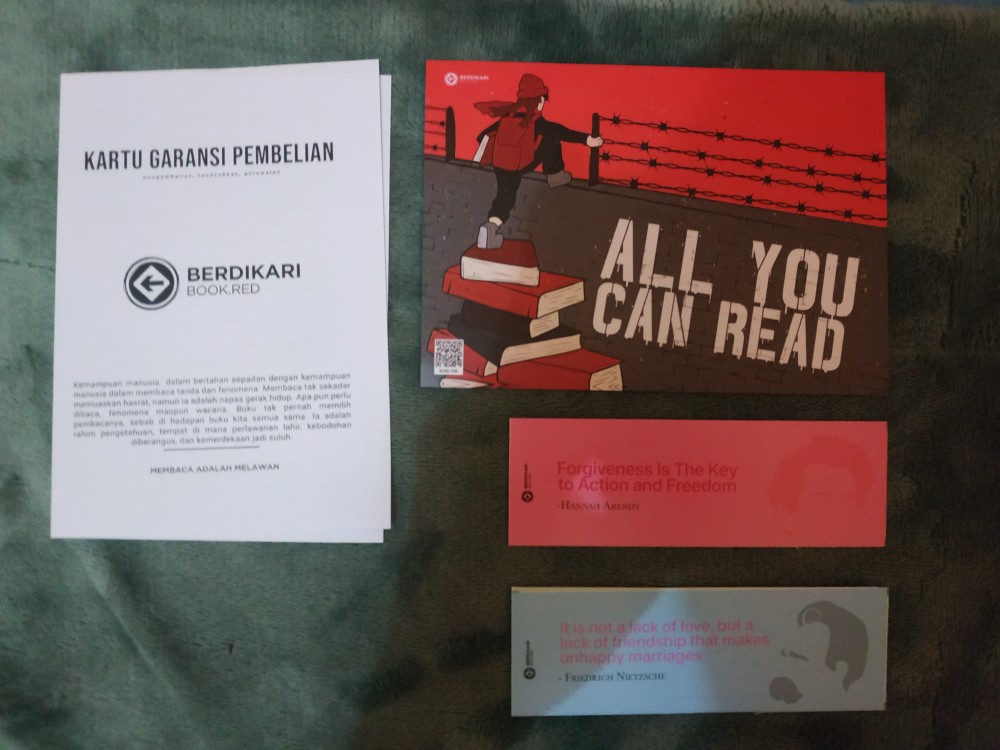 KARTU GARANSI PEMBELIAN
pengembalian, kerusakan, perawatan
BERDIKARI
BOOK.RED
Kemampuan manusia dalam bertahan sepadan dengan kemampuan
manusia dalam membaca tanda dan fenomena. Membaca tak sekadar
memuaskan hasrat, namun ia adalah napas gerak hidup. Apa pun perlu
dibaca, fenomena maupun wacana. Buku tak pernah memilih
pembacanya, sebab di hadapan buku kita semua sama. Ia adalah
rahim pengetahuan, tempat di mana perlawanan lahir, kebodohan
diberangus, dan kemerdekaan jadi suluh.
MEMBACA ADALAH MELAWAN
BERDIKARI
ALL YOU
CAN READ
BERDIKARI
Forgiveness Is The Key
to Action and Freedom
-HANNAH ARENDT
BERDIKARI
It is not a lack of love, but a
lack of friendship that makes
unhappy marriages.
- FRIEDRICH NIETZSCHE